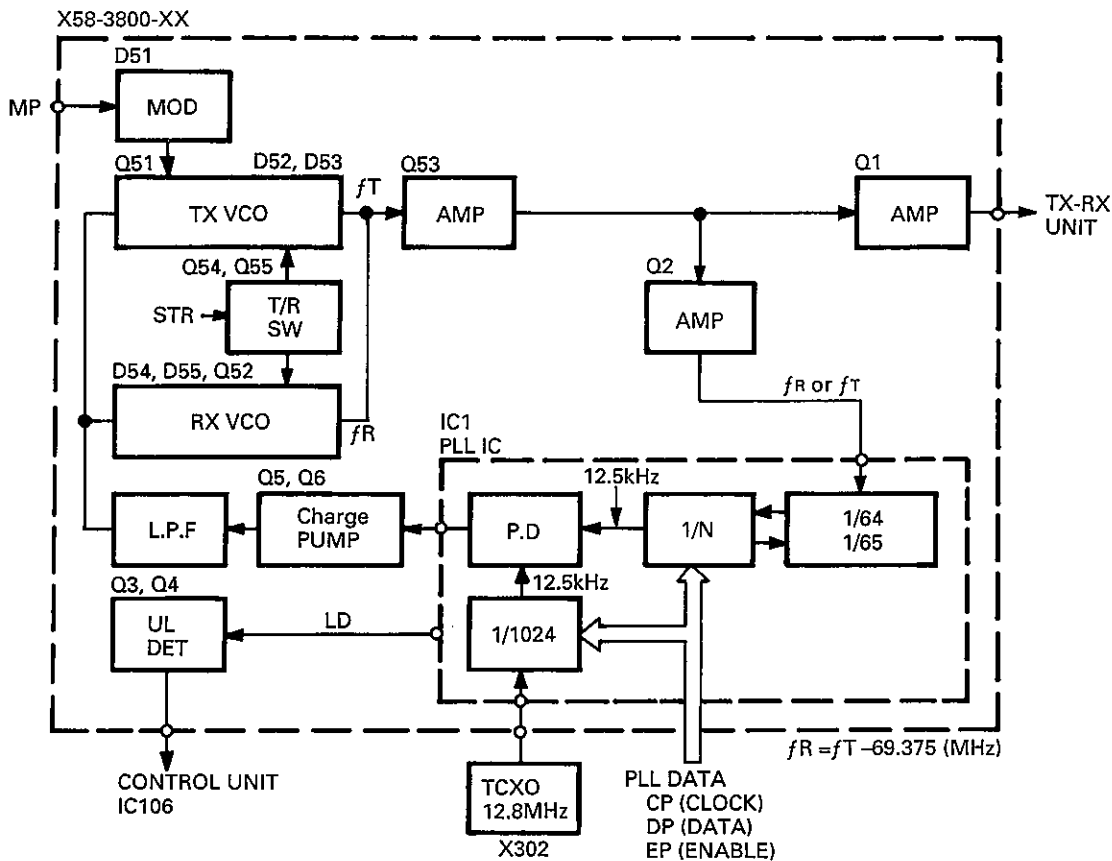 X58-3800-XX
D51
MP
MOD
Q51
D52, D53
TX VCO
fT
Q53
AMP
Q1
AMP
TX-RX
UNIT
Q54, Q55
STR
T/R
SW
Q2
AMP
D54, D55, Q52
RX VCO
fR
fR or fT
IC1
PLL IC
Q5, Q6
12.5kHz
L.P.F
Charge
PUMP
P.D
1/N
1/64
1/65
Q3, Q4
12.5kHz
UL
DET
LD
1/1024
fR = fT –69.375 (MHz)
CONTROL UNIT
IC106
TCXO
12.8MHz
X302
PLL DATA
CP (CLOCK)
DP (DATA)
EP (ENABLE)